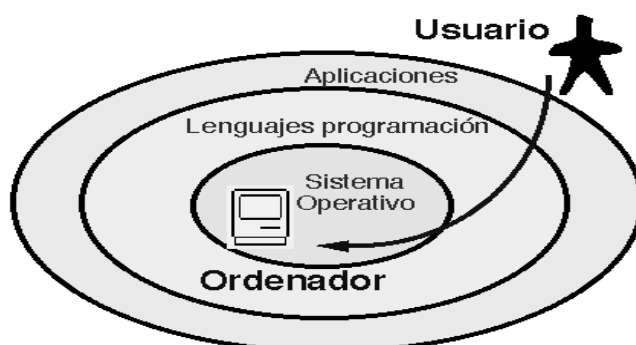 Usuario
Aplicaciones
Lenguajes programación
Sistema
Operativo
Ordenador